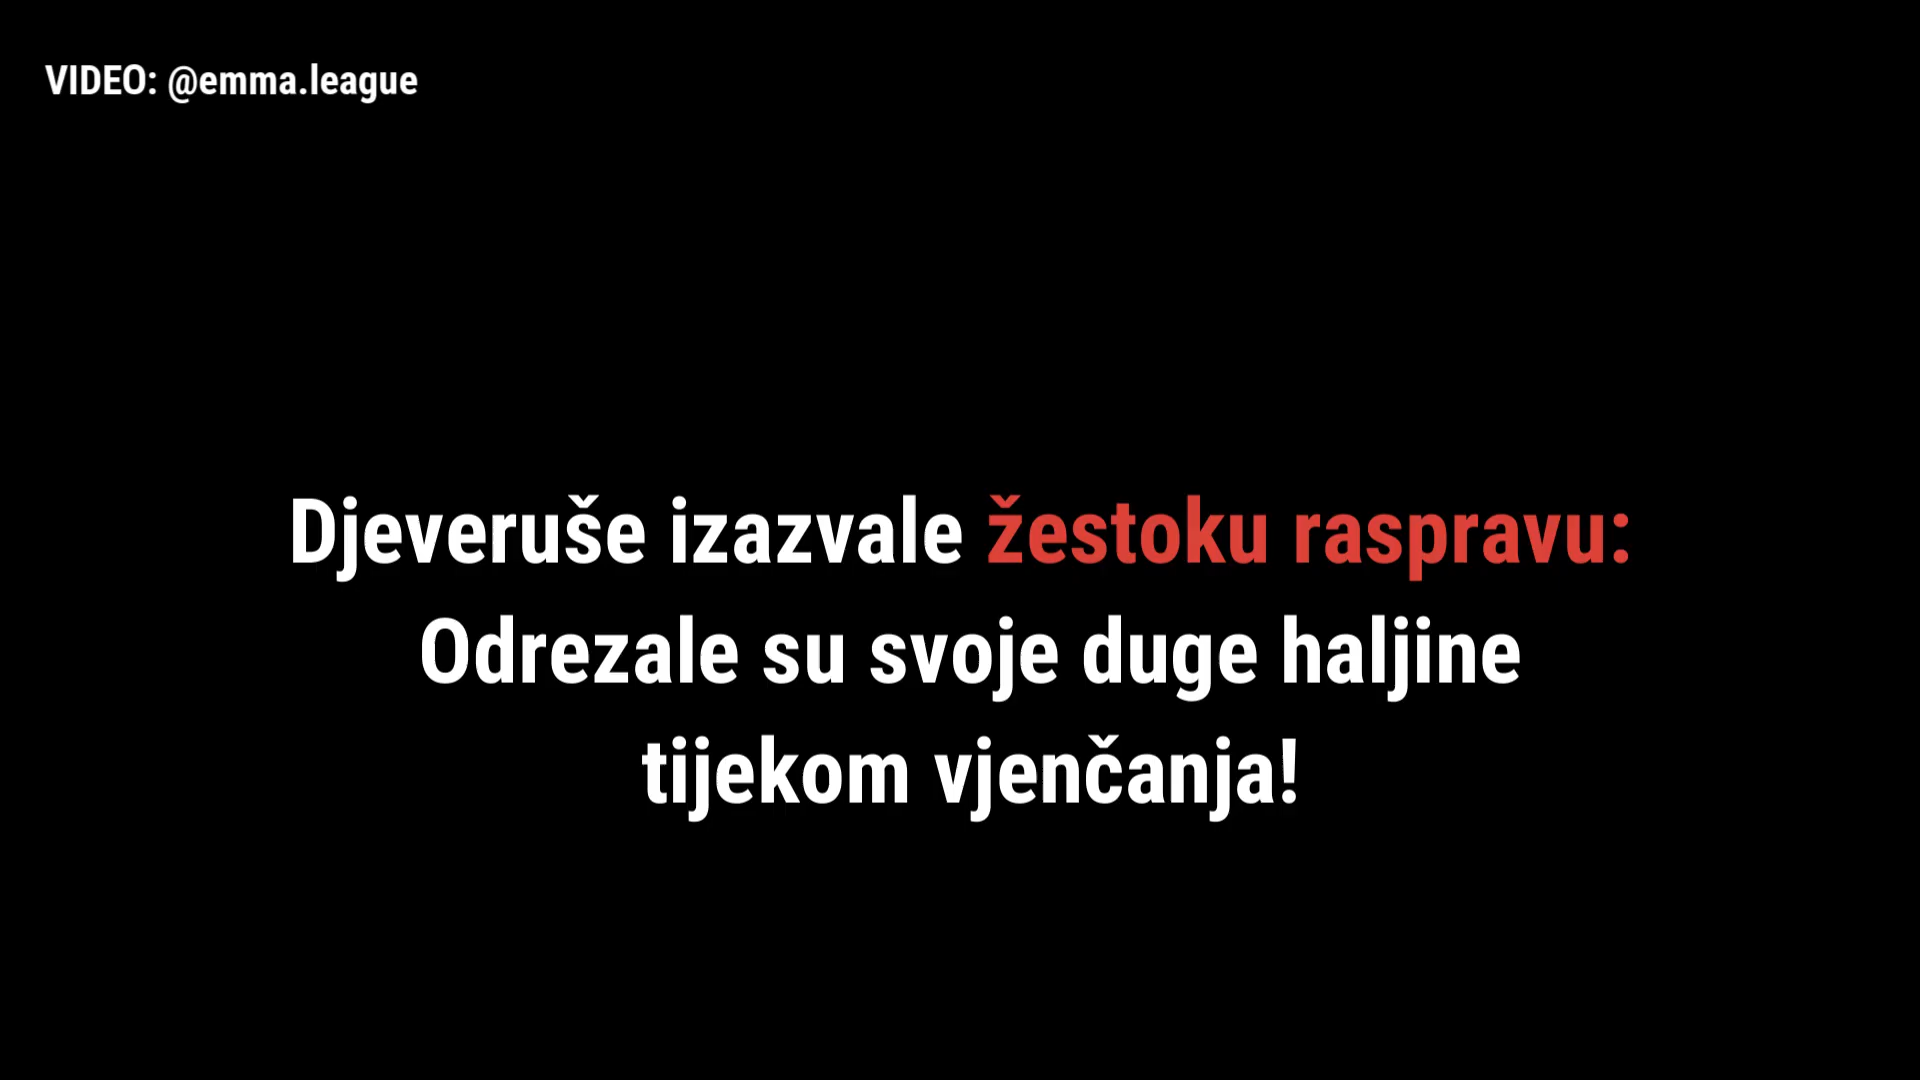 VIDEO: @emma.league
Djeveruše izazvale žestoku raspravu:
Odrezale su svoje duge haljine
tijekom vjenčanja!